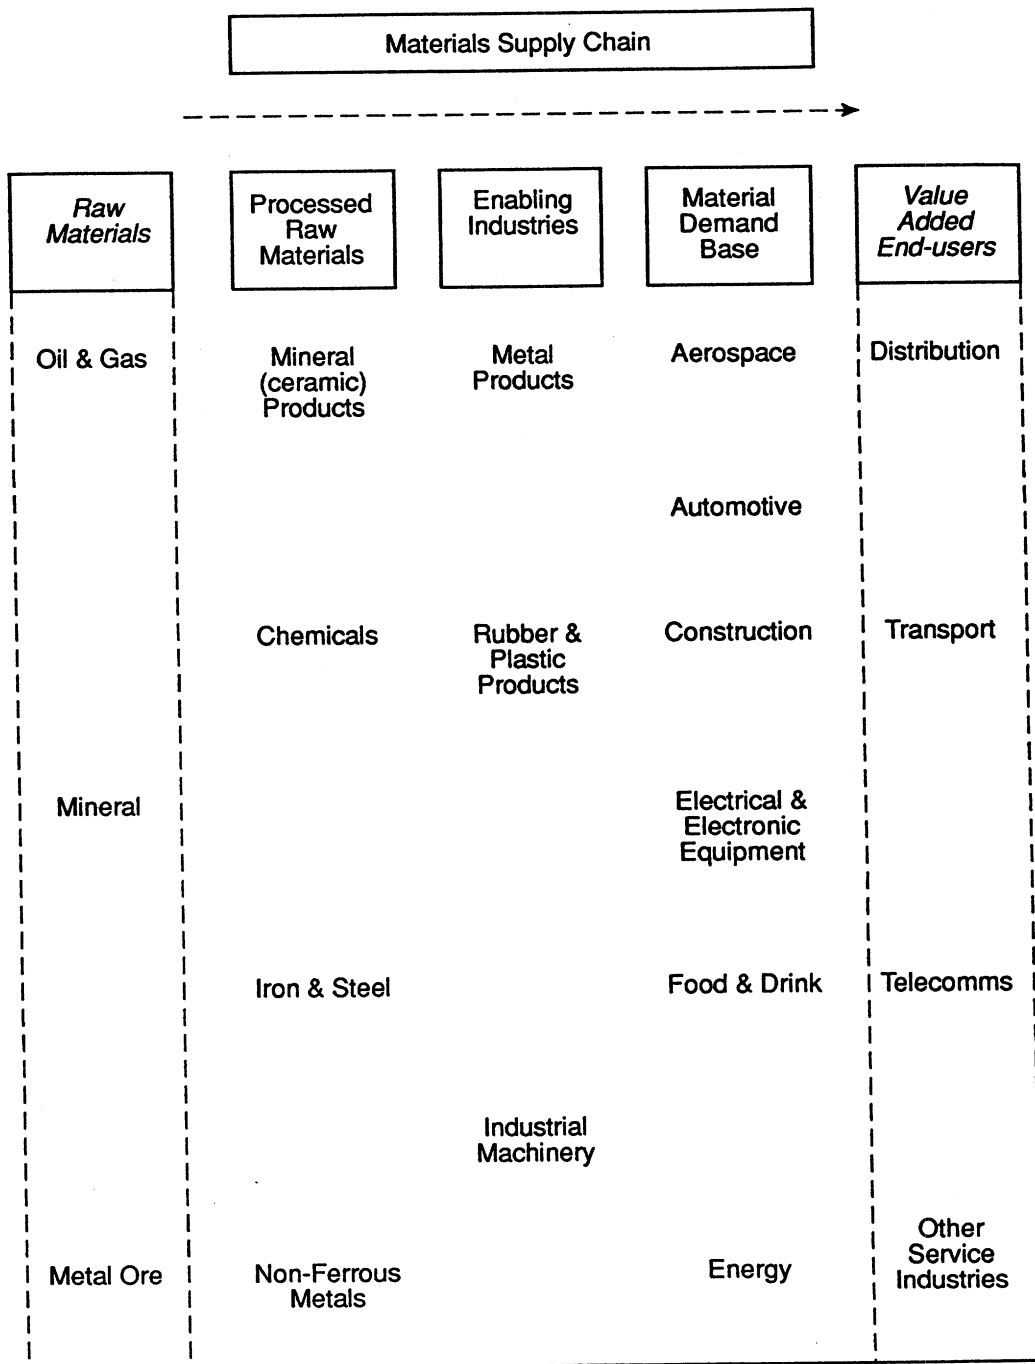 Materials Supply Chain
Raw
Materials
Processed
Raw
Materials
Enabling
Industries
Material
Demand
Base
Value
Added
End-users
Oil & Gas
Mineral
(ceramic)
Products
Metal
Products
Aerospace
Distribution
Automotive
Chemicals
Rubber &
Plastic
Products
Construction
Transport
Mineral
Electrical &
Electronic
Equipment
Iron & Steel
Food & Drink
Telecomms
Industrial
Machinery
Metal Ore
Non-Ferrous
Metals
Energy
Other
Service
Industries